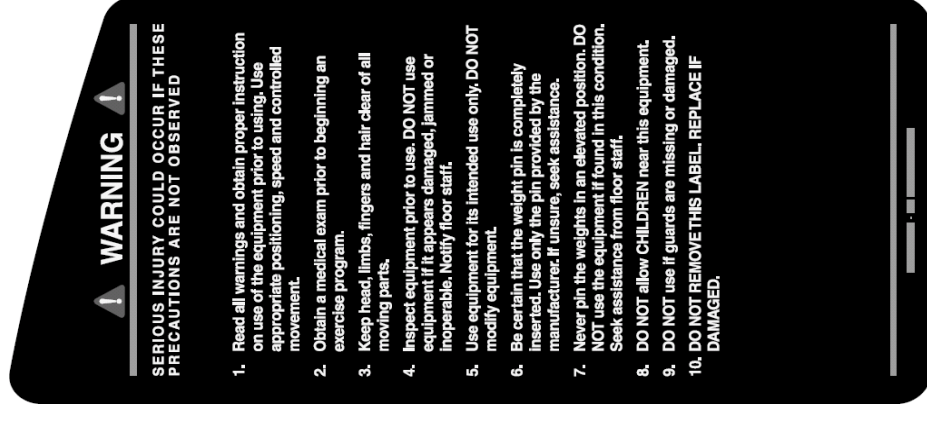 WARNING
SERIOUS INJURY COULD OCCUR IF THESE
PRECAUTIONS ARE NOT OBSERVED
1. Read all warnings and obtain proper instruction
on use of the equipment prior to using. Use
appropriate positioning, speed and controlled
movement.
2. Obtain a medical exam prior to beginning an
exercise program.
3. Keep head, limbs, fingers and hair clear of all
moving parts.
4. Inspect equipment prior to use. DO NOT use
equipment if it appears damaged, jammed or
inoperable. Notify floor staff.
5. Use equipment for its intended use only. DO NOT
modify equipment.
6. Be certain that the weight pin is completely
inserted. Use only the pin provided by the
manufacturer. If unsure, seek assistance.
7. Never pin the weights in an elevated position. DO
NOT use the equipment if found in this condition.
Seek assistance from floor staff.
8. DO NOT allow CHILDREN near this equipment.
9. DO NOT use if guards are missing or damaged.
10. DO NOT REMOVE THIS LABEL. REPLACE IF
DAMAGED.